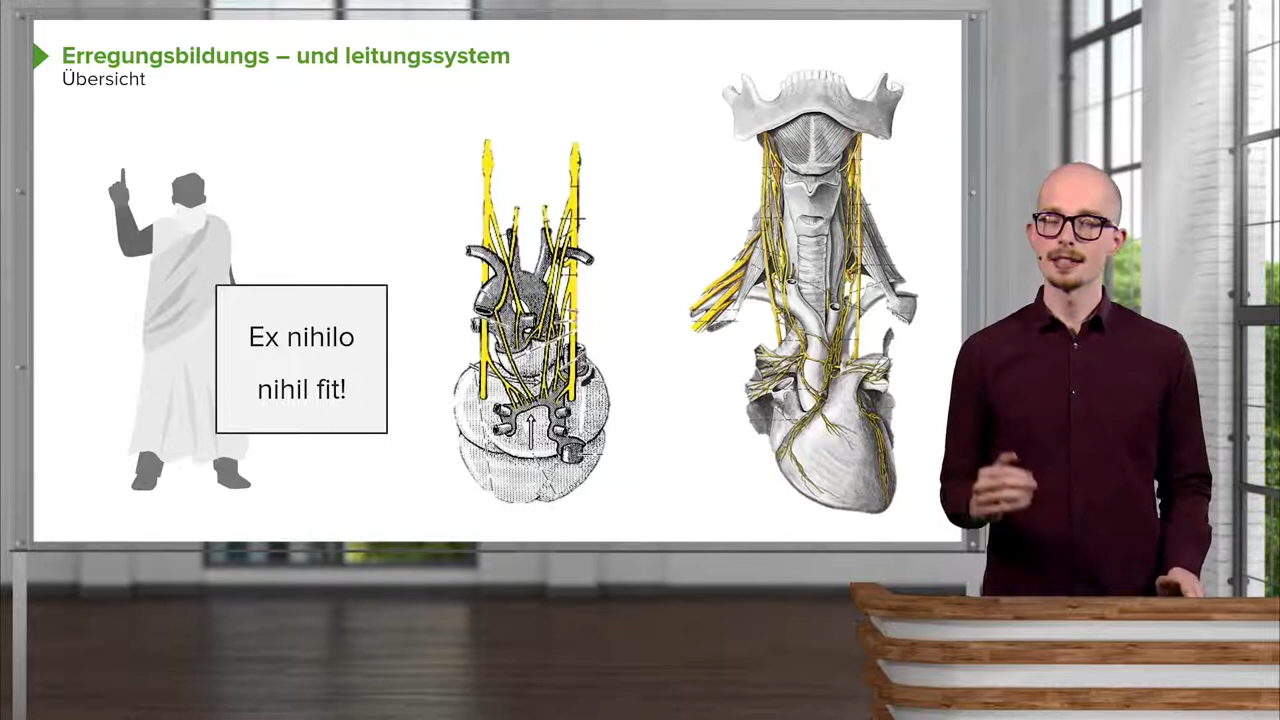 Erregungsbildungs – und leitungssystem
Übersicht
Ex nihilo
nihil fit!